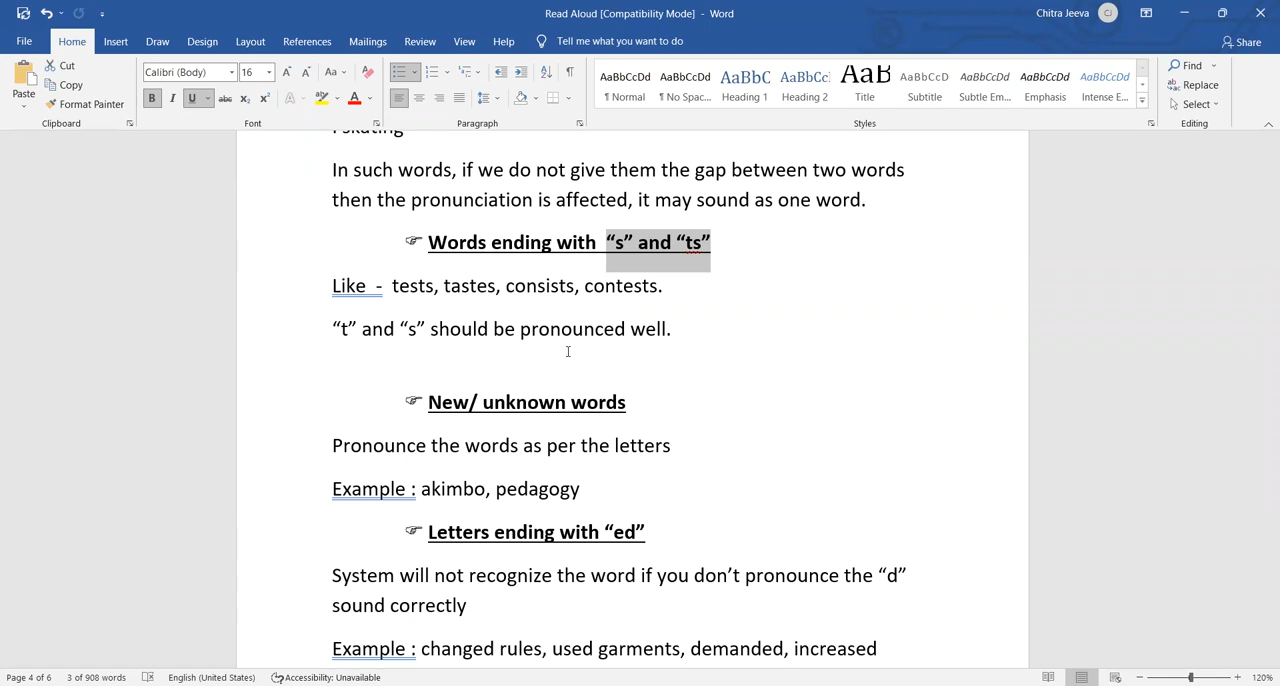 Read Aloud [Compatibility Mode] - Word
Chitra Jeeva
File Home Insert Draw Design Layout References Mailings Review View Help Tell me what you want to do Share
Paste
Cut
Copy
Format Painter
Clipboard
Calibri (Body) 16 Aa
B I U abc x₂ x²
Font
Paragraph
AaBbCcDd AaBbCcDd AaBbC AaBbCc AaB AaBbCcD AaBbCcDd AaBbCcDd AaBbCcDd
¶ Normal ¶ No Spac... Heading 1 Heading 2 Title Subtitle Subtle Em... Emphasis Intense E...
Styles
Find
Replace
Select
Editing
In such words, if we do not give them the gap between two words
then the pronunciation is affected, it may sound as one word.
☞ Words ending with “s” and “ts”
Like - tests, tastes, consists, contests.
“t” and “s” should be pronounced well.
☞ New/ unknown words
Pronounce the words as per the letters
Example : akimbo, pedagogy
☞ Letters ending with “ed”
System will not recognize the word if you don’t pronounce the “d”
sound correctly
Example : changed rules, used garments, demanded, increased
Page 4 of 6 3 of 908 words English (United States) Accessibility: Unavailable 120%